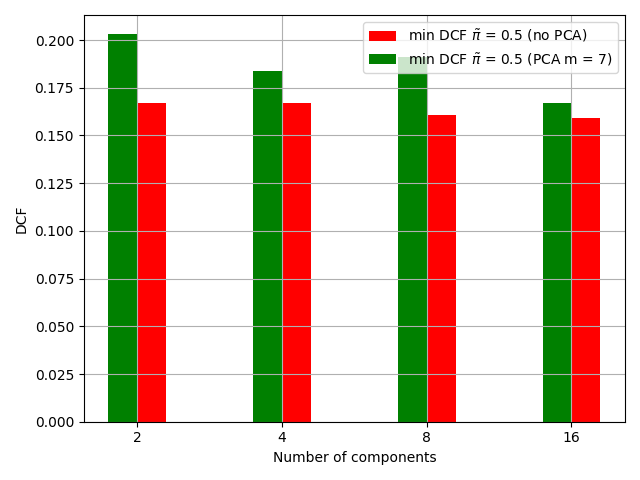 min DCF π̃ = 0.5 (no PCA)
min DCF π̃ = 0.5 (PCA m = 7)
0.200
0.175
0.150
0.125
0.100
0.075
0.050
0.025
0.000
DCF
2 4 8 16
Number of components